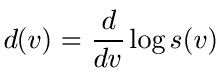 d(v) = \frac{d}{dv} \log s(v)